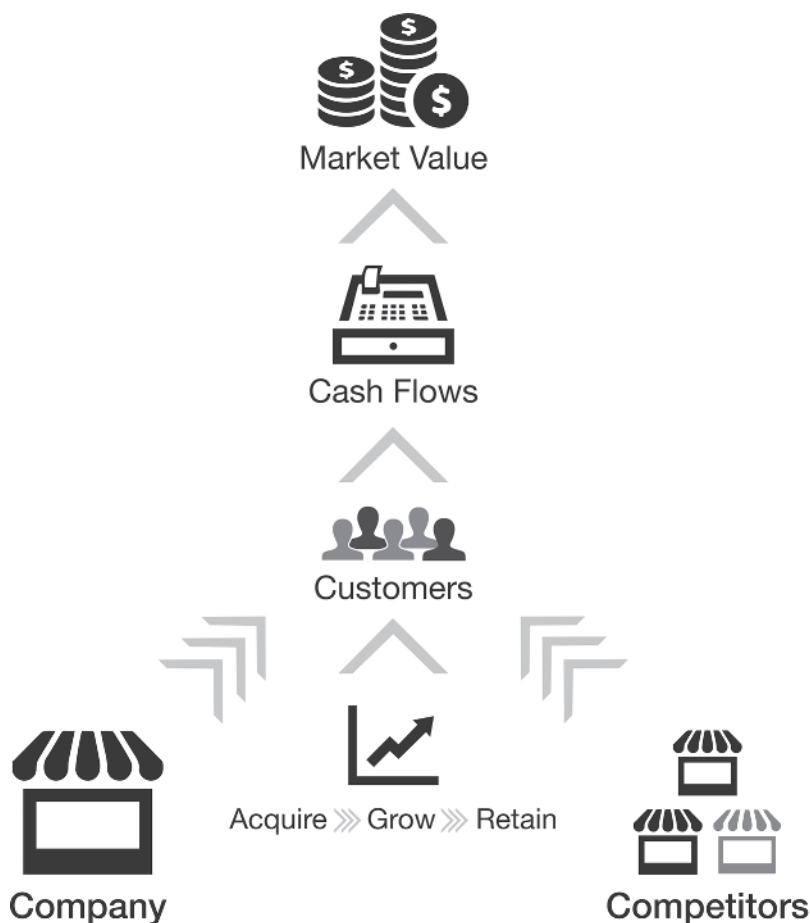 $
$
$
Market Value
Cash Flows
Customers
Acquire Grow Retain
Company
Competitors